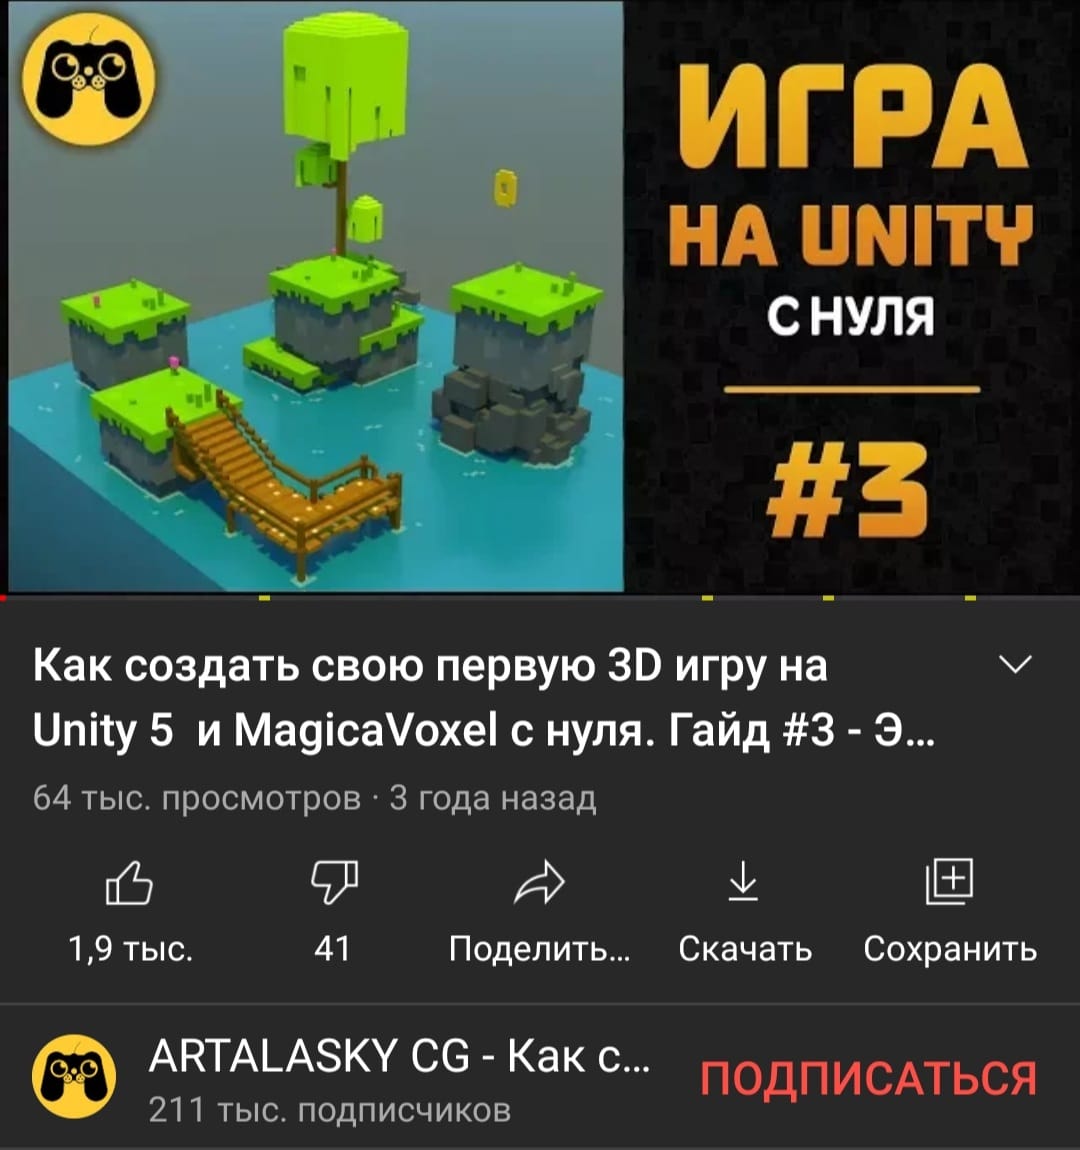 ИГРА
НА UNITY
С НУЛЯ
#3
Как создать свою первую 3D игру на
Unity 5 и MagicaVoxel с нуля. Гайд #3 - Э...
64 тыс. просмотров · 3 года назад
1,9 тыс.
41
Поделить...
Скачать
Сохранить
ARTALASKY CG - Как с...
ПОДПИСАТЬСЯ
211 тыс. подписчиков